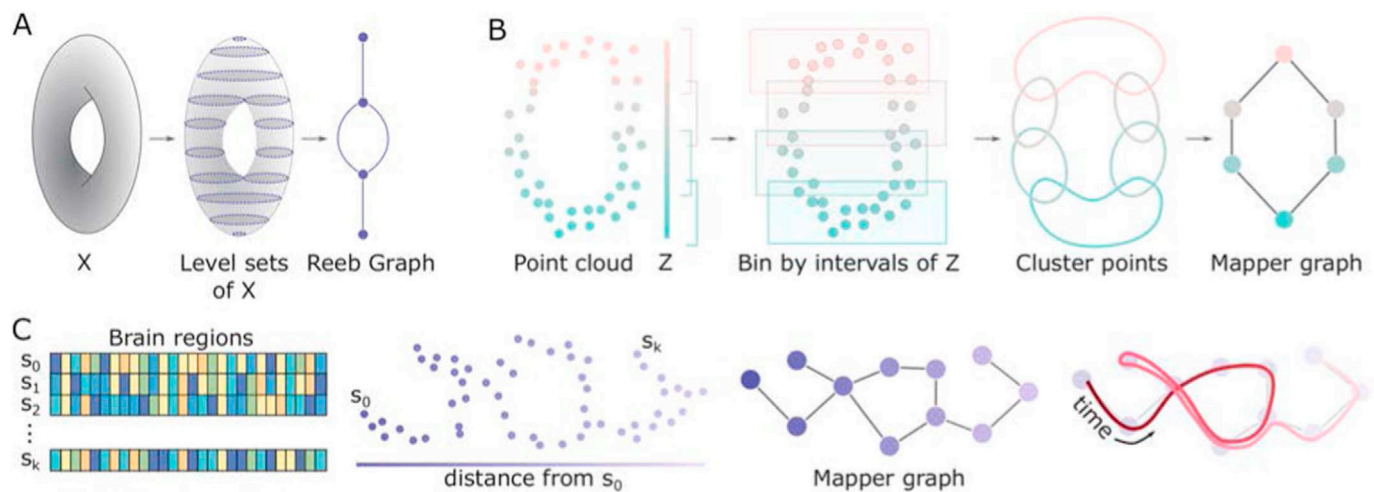 A
B
X
Level sets
of X
Reeb Graph
Point cloud
Z
Bin by intervals of Z
Cluster points
Mapper graph
C
Brain regions
s0
s1
s2
⋮
sk
s0
sk
distance from s0
Mapper graph
time